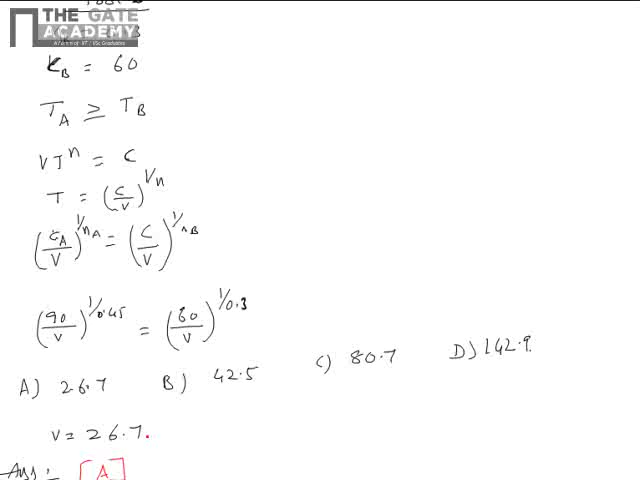 THE GATE
ACADEMY
K_B = 60
T_A ≥ T_B
VT^n = C
T = (C/V)^{1/n}
(C_A/V)^{1/n_A} = (C/V)^{1/n_B}
(90/V)^{1/0.45} = (60/V)^{1/0.3}
A) 26.7 B) 42.5 C) 80.7 D) 142.9
V = 26.7.
Ans: [A]